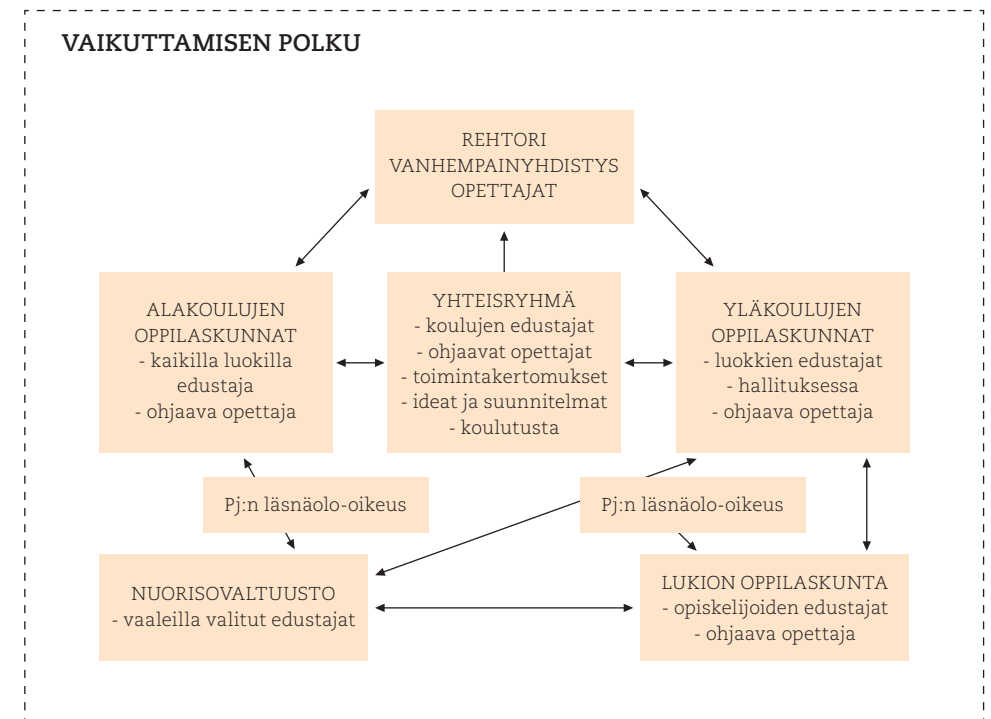 VAIKUTTAMISEN POLKU
REHTORI
VANHEMPAINYHDISTYS
OPETTAJAT
ALAKOULUJEN
OPPILASKUNNAT
- kaikilla luokilla
edustaja
- ohjaava opettaja
YHTEISRYHMÄ
- koulujen edustajat
- ohjaavat opettajat
- toimintakertomukset
- ideat ja suunnitelmat
- koulutusta
YLÄKOULUJEN
OPPILASKUNNAT
- luokkien edustajat
- hallituksessa
- ohjaava opettaja
Pj:n läsnäolo-oikeus
Pj:n läsnäolo-oikeus
NUORISOVALTUUSTO
- vaaleilla valitut edustajat
LUKION OPPILASKUNTA
- opiskelijoiden edustajat
- ohjaava opettaja